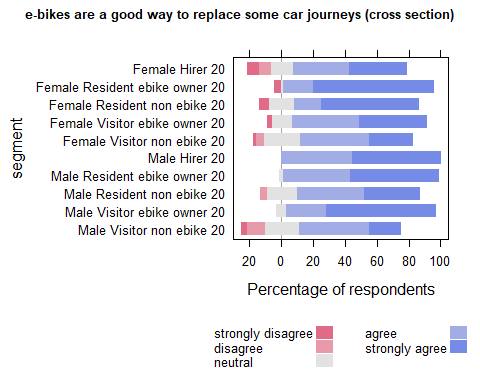 e-bikes are a good way to replace some car journeys (cross section)
segment
Female Hirer 20
Female Resident ebike owner 20
Female Resident non ebike 20
Female Visitor ebike owner 20
Female Visitor non ebike 20
Male Hirer 20
Male Resident ebike owner 20
Male Resident non ebike 20
Male Visitor ebike owner 20
Male Visitor non ebike 20
20 0 20 40 60 80 100
Percentage of respondents
strongly disagree agree
disagree strongly agree
neutral